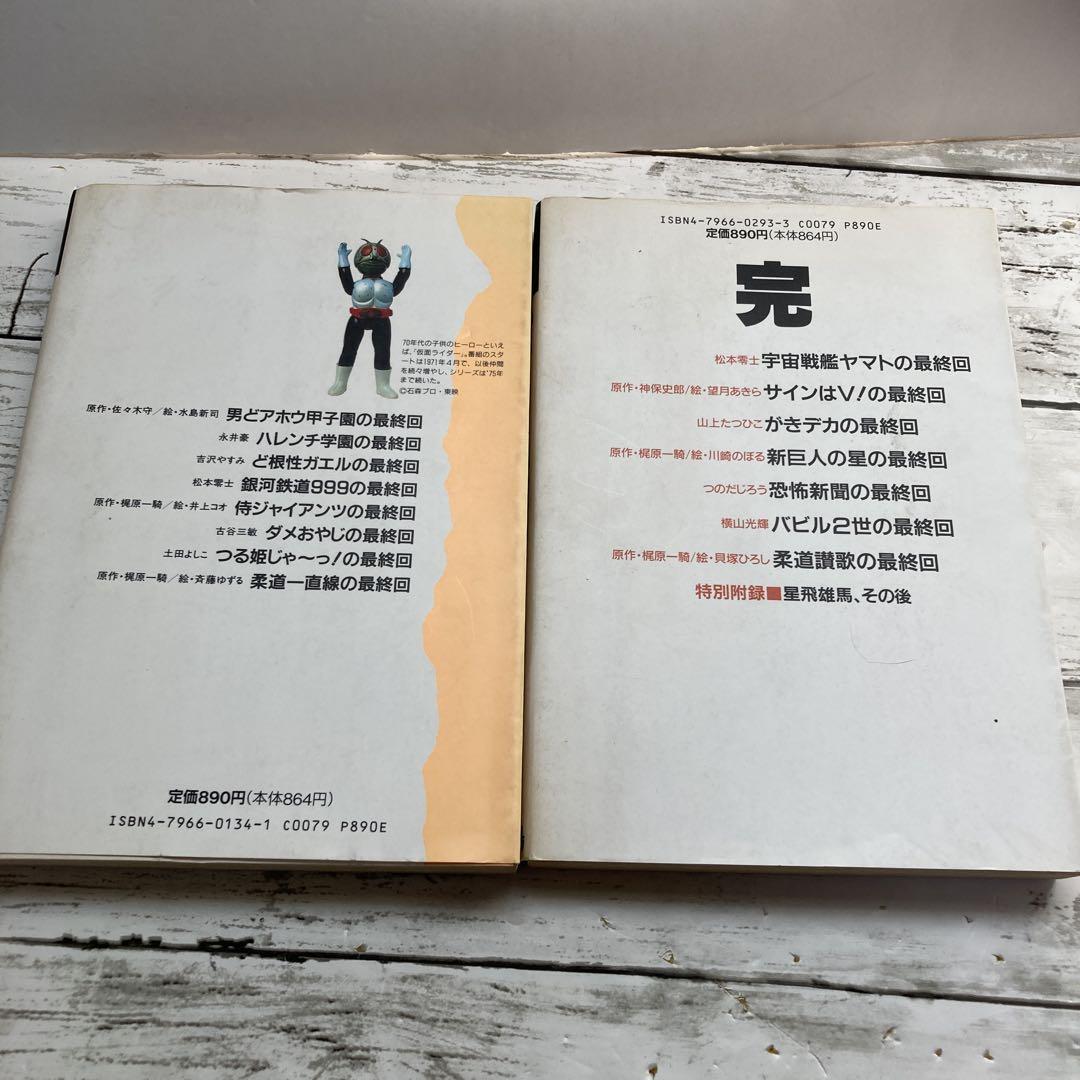 70年代の子供のヒーローといえ
ば、「仮面ライダー」。番組のスタ
ートは1971年4月で、以後仲間
を続々増やし、シリーズは'75年
まで続いた。
©石森プロ・東映
原作・佐々木守/絵・水島新司 男どアホウ甲子園の最終回
永井豪 ハレンチ学園の最終回
吉沢やすみ ど根性ガエルの最終回
松本零士 銀河鉄道999の最終回
原作・梶原一騎/絵・井上コオ 侍ジャイアンツの最終回
古谷三敏 ダメおやじの最終回
土田よしこ つる姫じゃ〜っ!の最終回
原作・梶原一騎/絵・斉藤ゆずる 柔道一直線の最終回
定価890円(本体864円)
ISBN4-7966-0134-1 C0079 P890E
ISBN4-7966-0293-3 C0079 P890E
定価890円(本体864円)
完
松本零士 宇宙戦艦ヤマトの最終回
原作・神保史郎/絵・望月あきら サインはV!の最終回
山上たつひこ がきデカの最終回
原作・梶原一騎/絵・川崎のぼる 新巨人の星の最終回
つのだじろう 恐怖新聞の最終回
横山光輝 バビル2世の最終回
原作・梶原一騎/絵・貝塚ひろし 柔道讃歌の最終回
特別附録■星飛雄馬、その後